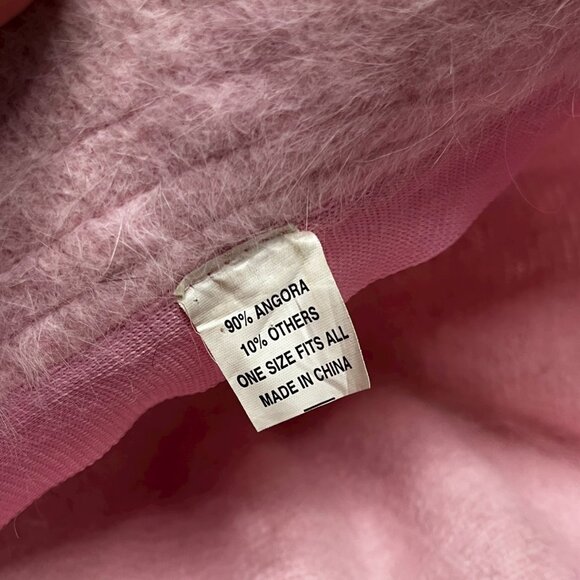 90% ANGORA
10% OTHERS
ONE SIZE FITS ALL
MADE IN CHINA